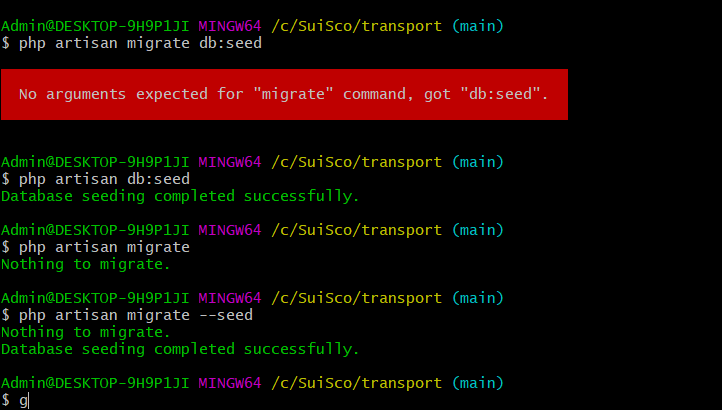 Admin@DESKTOP-9H9P1JI MINGW64 /c/SuiSco/transport (main)
$ php artisan migrate db:seed
No arguments expected for "migrate" command, got "db:seed".
Admin@DESKTOP-9H9P1JI MINGW64 /c/SuiSco/transport (main)
$ php artisan db:seed
Database seeding completed successfully.
Admin@DESKTOP-9H9P1JI MINGW64 /c/SuiSco/transport (main)
$ php artisan migrate
Nothing to migrate.
Admin@DESKTOP-9H9P1JI MINGW64 /c/SuiSco/transport (main)
$ php artisan migrate --seed
Nothing to migrate.
Database seeding completed successfully.
Admin@DESKTOP-9H9P1JI MINGW64 /c/SuiSco/transport (main)
$ g